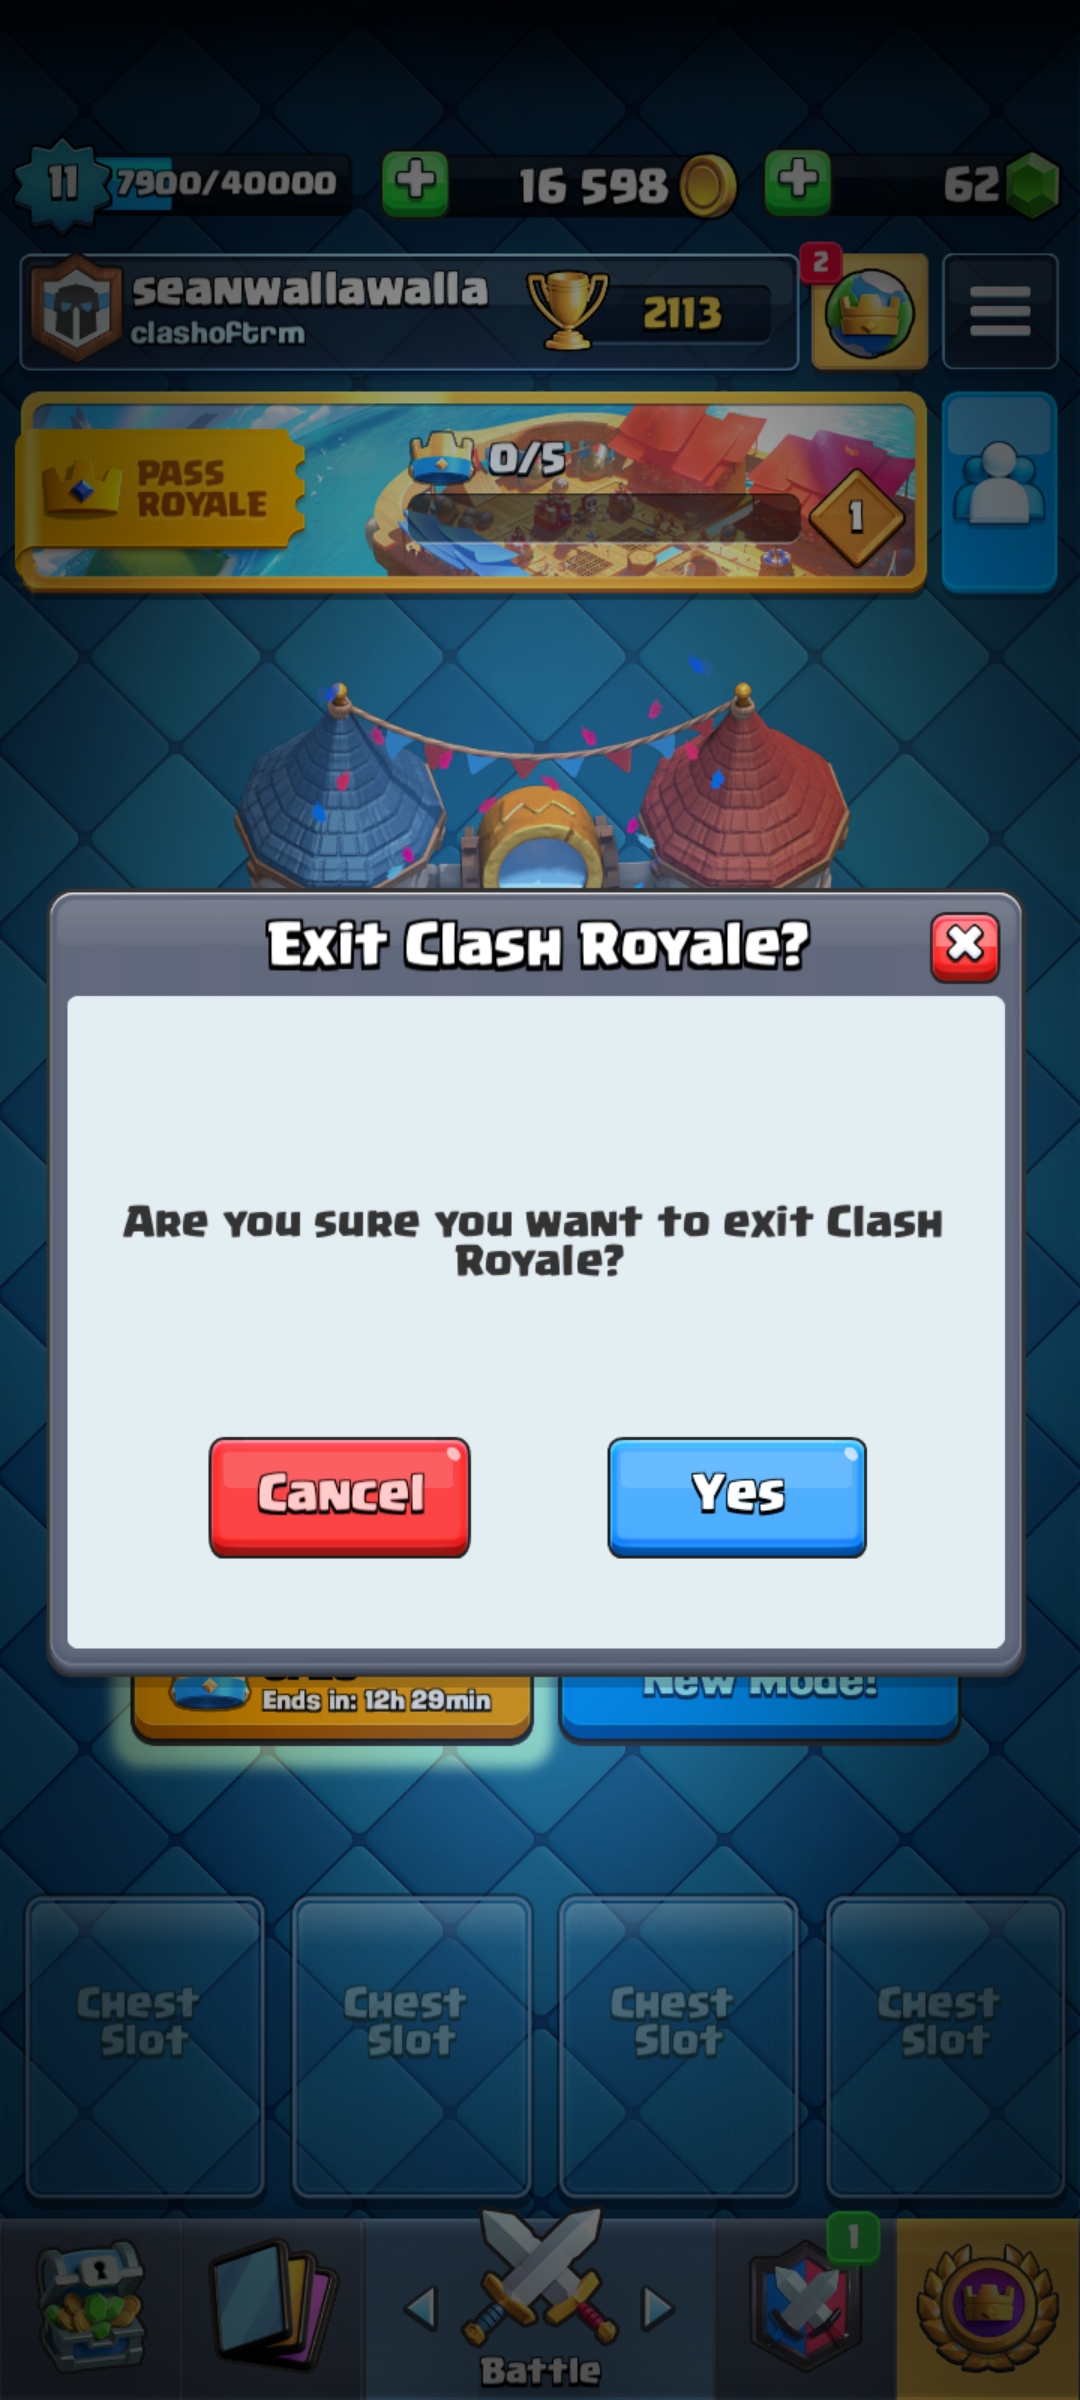 11
7900/40000
16 598
62
seanwallawalla
clashoftrm
2113
2
PASS
ROYALE
0/5
1
Exit Clash Royale?
Are you sure you want to exit Clash
Royale?
Cancel
Yes
Ends in: 12h 29min
New Mode!
Chest
Slot
Chest
Slot
Chest
Slot
Chest
Slot
1
Battle